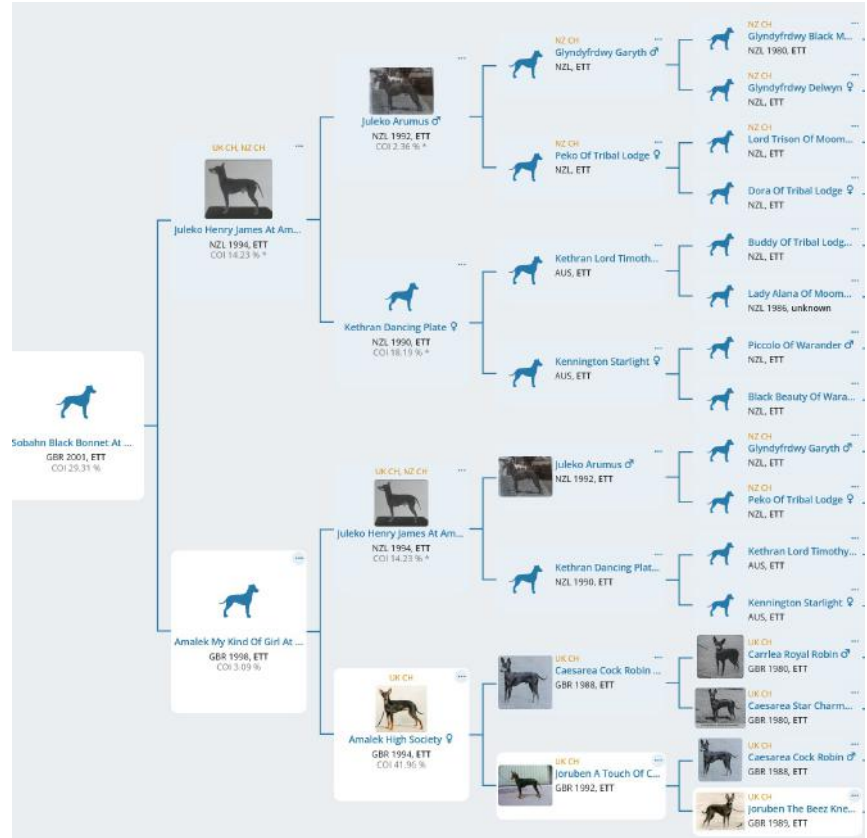 Sobahn Black Bonnet At ...
GBR 2001, ETT
COI 29.31 %
UK CH, NZ CH
Juleko Henry James At Am...
NZL 1994, ETT
COI 14.23 % *
Amalek My Kind Of Girl At ...
GBR 1998, ETT
COI 3.09 %
Juleko Arumus ♂
NZL 1992, ETT
COI 2.36 % *
Kethran Dancing Plate ♀
NZL 1990, ETT
COI 18.19 % *
UK CH, NZ CH
Juleko Henry James At Am...
NZL 1994, ETT
COI 14.23 % *
UK CH
Amalek High Society ♀
GBR 1994, ETT
COI 41.96 %
NZ CH
Glyndyfrdwy Garyth ♂
NZL, ETT
NZ CH
Peko Of Tribal Lodge ♀
NZL, ETT
Kethran Lord Timoth...
AUS, ETT
Kennington Starlight ♀
AUS, ETT
Juleko Arumus ♂
NZL 1992, ETT
Kethran Dancing Plat...
NZL 1990, ETT
UK CH
Caesarea Cock Robin ...
GBR 1988, ETT
UK CH
Joruben A Touch Of C...
GBR 1992, ETT
NZ CH
Glyndyfrdwy Black M...
NZL 1980, ETT
NZ CH
Glyndyfrdwy Delwyn ♀
NZL, ETT
NZ CH
Lord Trison Of Moom...
NZL, ETT
Dora Of Tribal Lodge ♀
NZL, ETT
Buddy Of Tribal Lodg...
NZL, ETT
Lady Alana Of Moom...
NZL 1986, unknown
Piccolo Of Warander ♂
NZL, ETT
Black Beauty Of Wara...
NZL, ETT
NZ CH
Glyndyfrdwy Garyth ♂
NZL, ETT
NZ CH
Peko Of Tribal Lodge ♀
NZL, ETT
Kethran Lord Timothy...
AUS, ETT
Kennington Starlight ♀
AUS, ETT
UK CH
Carrlea Royal Robin ♂
GBR 1980, ETT
UK CH
Caesarea Star Charm...
GBR 1980, ETT
UK CH
Caesarea Cock Robin ♂
GBR 1988, ETT
UK CH
Joruben The Beez Kne...
GBR 1989, ETT